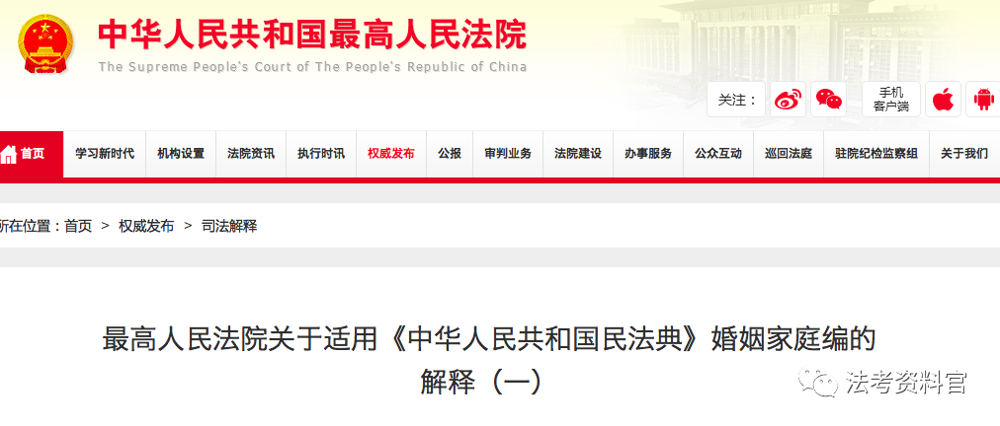 中华人民共和国最高人民法院
The Supreme People's Court of The People's Republic of China
关注：
手机
客户端
首页 学习新时代 机构设置 法院资讯 执行时讯 权威发布 公报 审判业务 法院建设 办事服务 公众互动 巡回法庭 驻院纪检监察组 关于我们
所在位置：首页 > 权威发布 > 司法解释
最高人民法院关于适用《中华人民共和国民法典》婚姻家庭编的
解释（一）
法考资料官